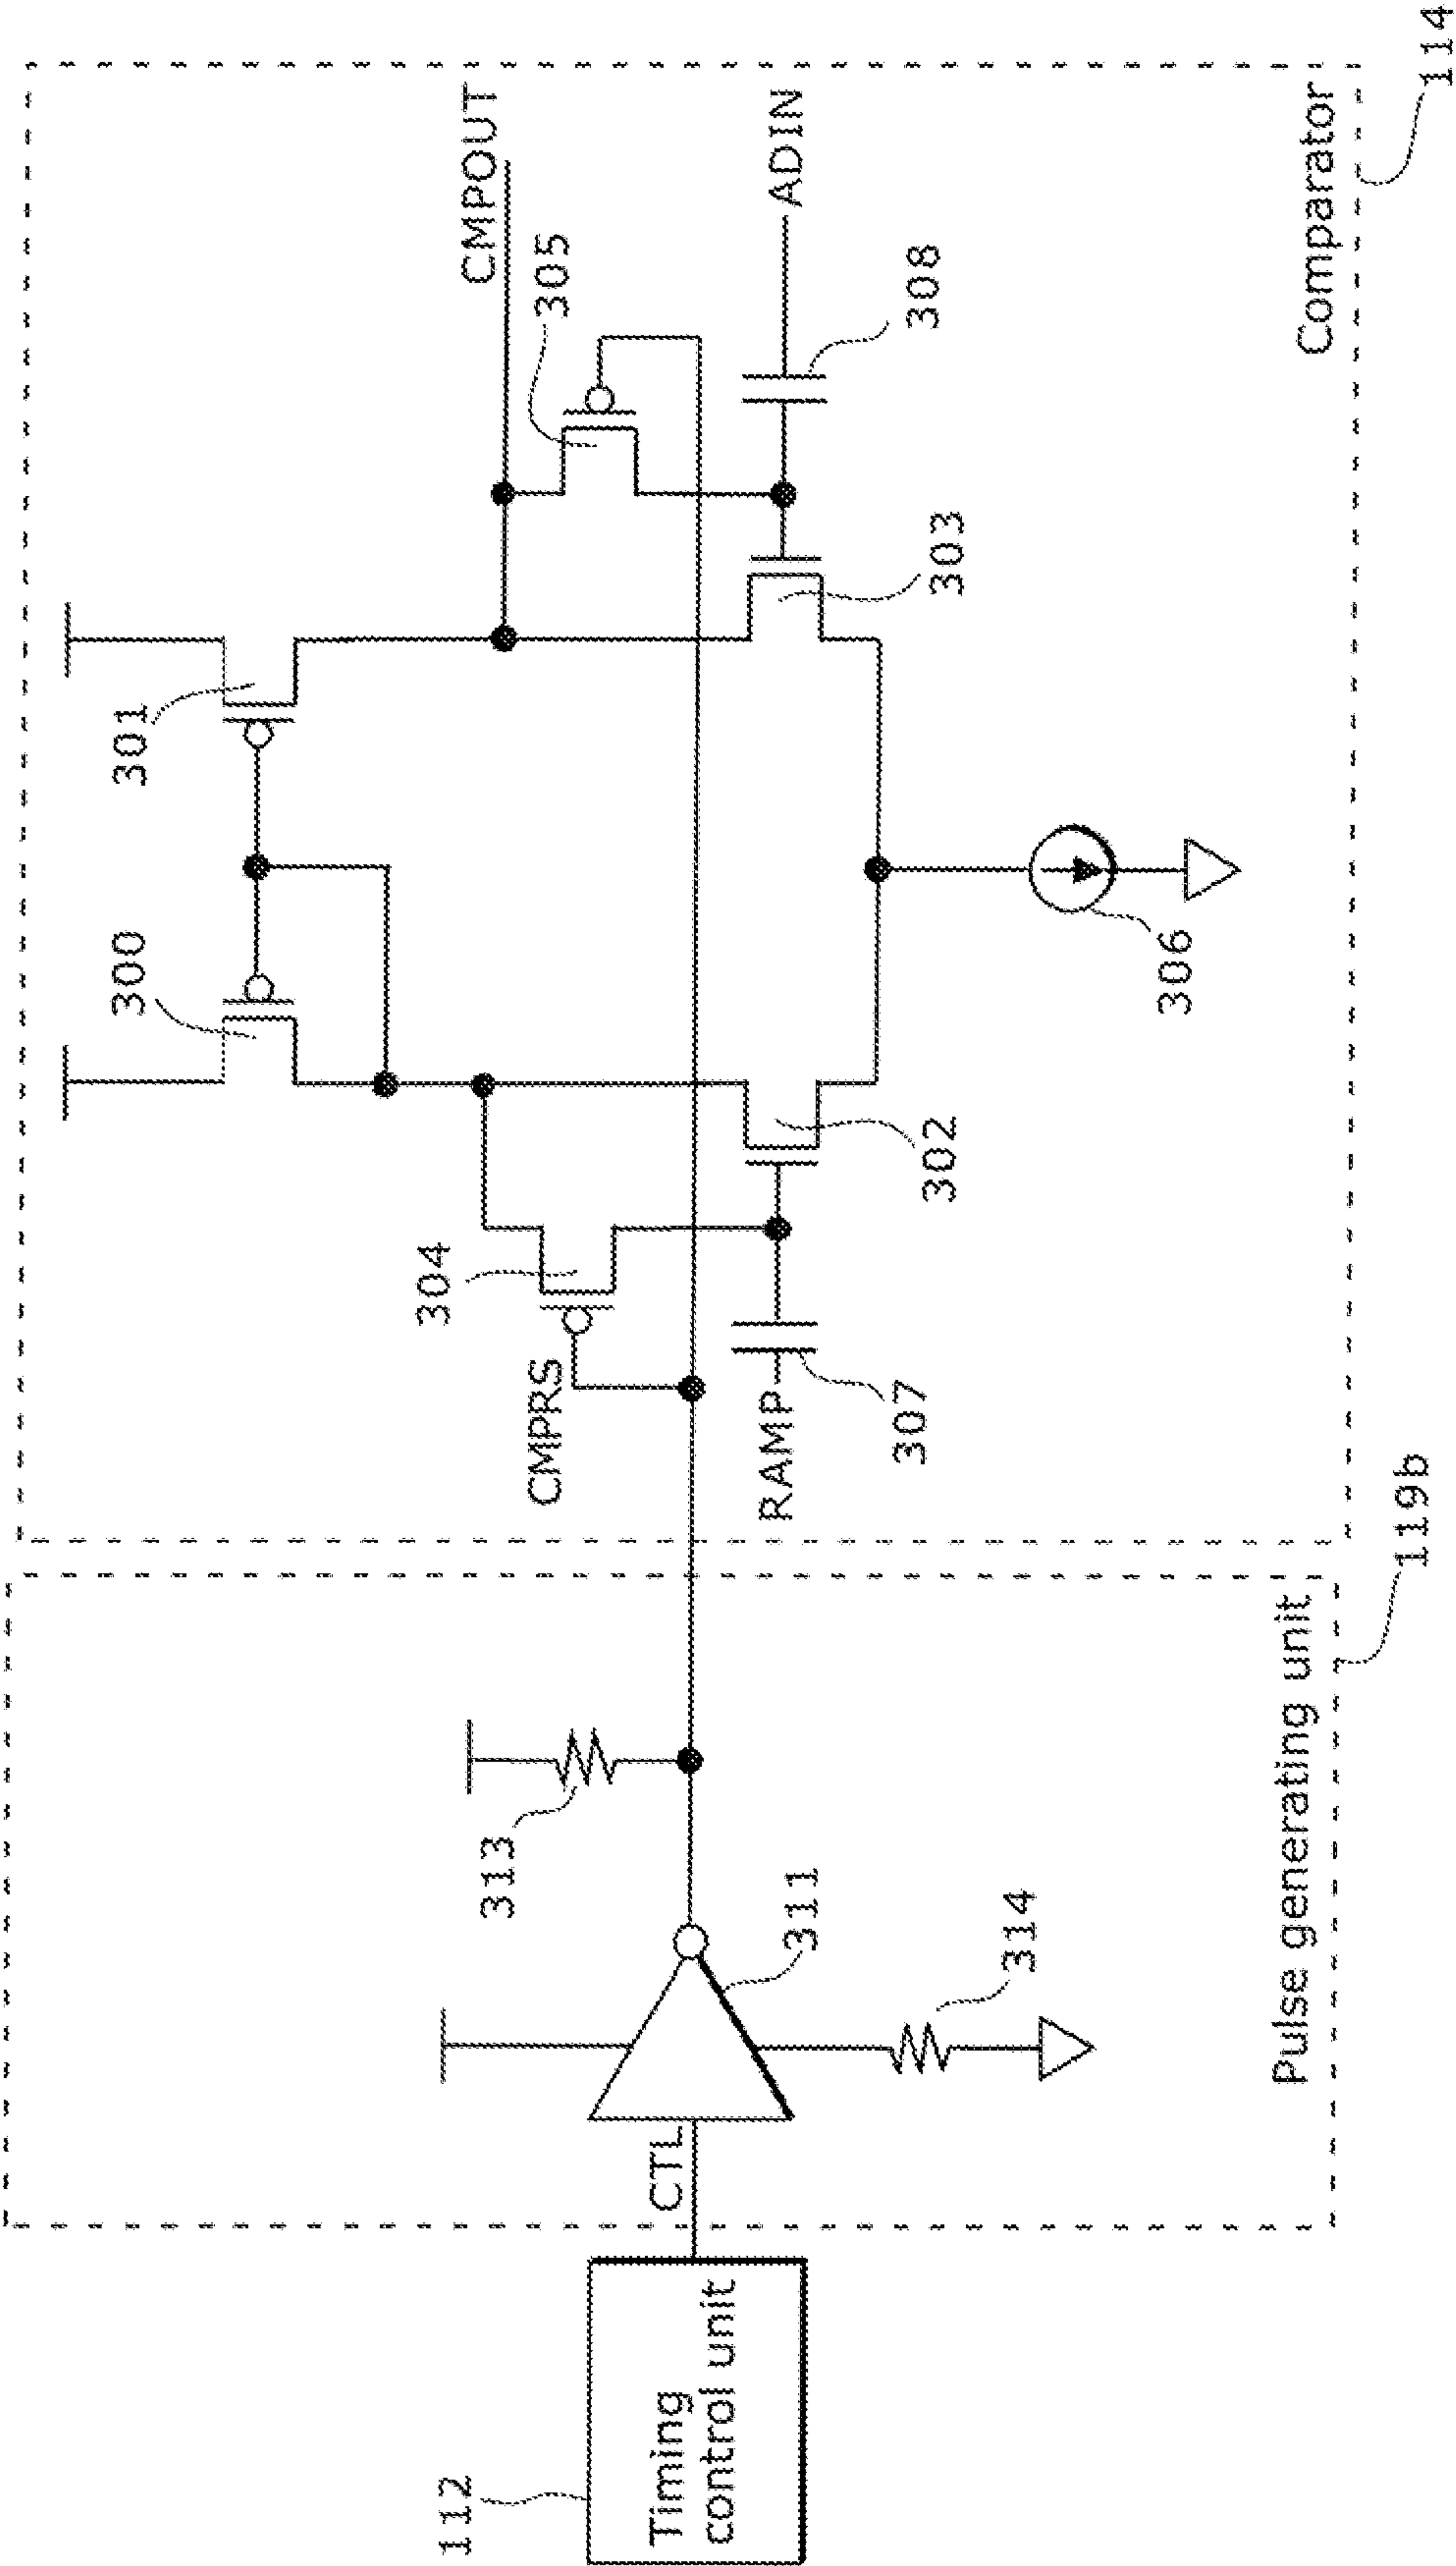 112
Timing
control unit
CTL
311
313
314
Pulse generating unit
119b
CMPRS
RAMP
304
307
300
302
301
306
303
305
308
CMPOUT
ADIN
Comparator
114